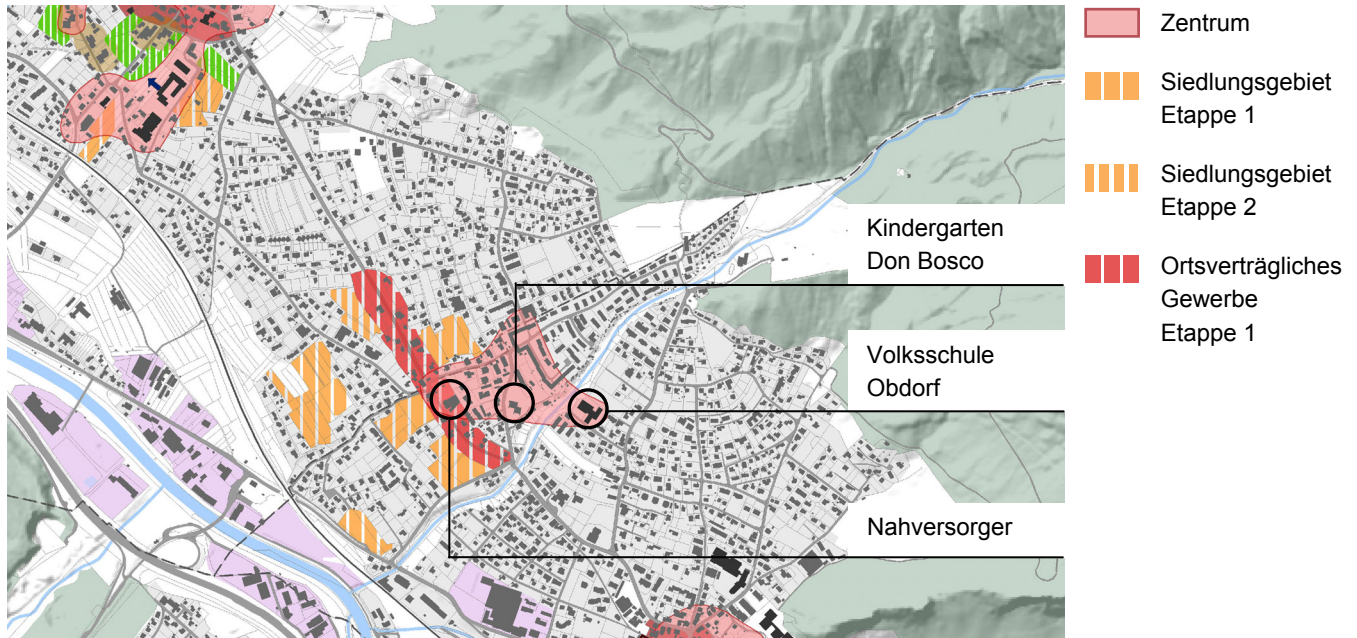 Zentrum
Siedlungsgebiet
Etappe 1
Siedlungsgebiet
Etappe 2
Ortsverträgliches
Gewerbe
Etappe 1
Kindergarten
Don Bosco
Volksschule
Obdorf
Nahversorger